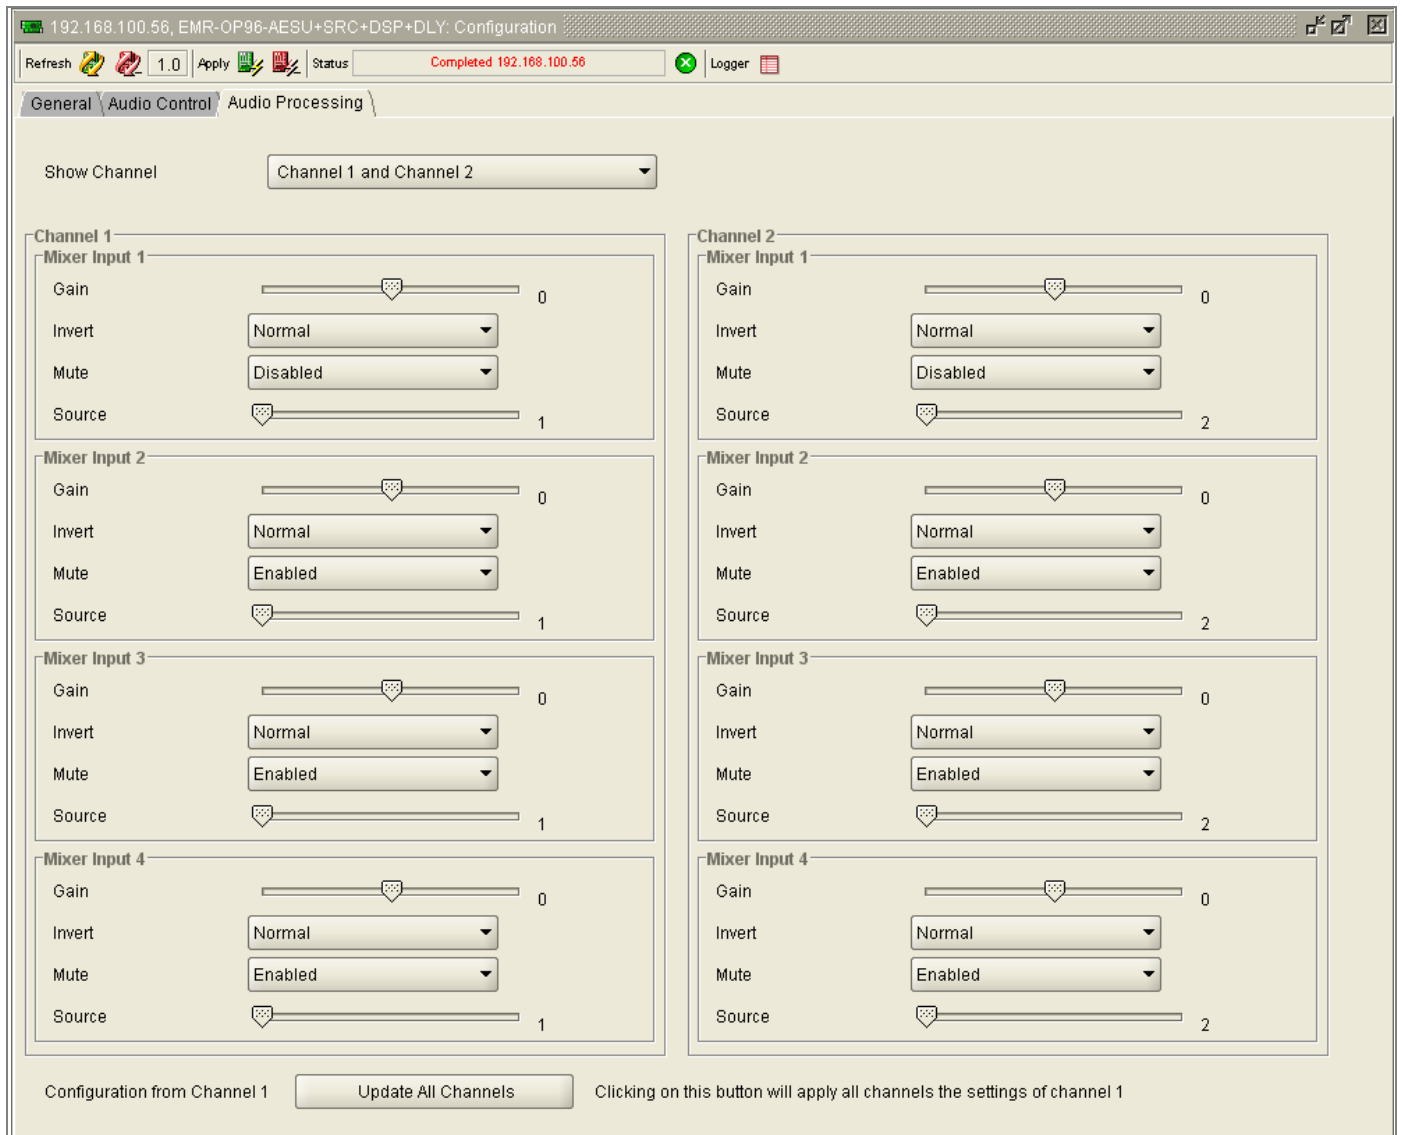 192.168.100.56, EMR-OP96-AESU+SRC+DSP+DLY: Configuration
Refresh 1.0 Apply Status Completed 192.168.100.56 Logger
General Audio Control Audio Processing
Show Channel Channel 1 and Channel 2
Channel 1
Mixer Input 1
Gain 0
Invert Normal
Mute Disabled
Source 1
Mixer Input 2
Gain 0
Invert Normal
Mute Enabled
Source 1
Mixer Input 3
Gain 0
Invert Normal
Mute Enabled
Source 1
Mixer Input 4
Gain 0
Invert Normal
Mute Enabled
Source 1
Channel 2
Mixer Input 1
Gain 0
Invert Normal
Mute Disabled
Source 2
Mixer Input 2
Gain 0
Invert Normal
Mute Enabled
Source 2
Mixer Input 3
Gain 0
Invert Normal
Mute Enabled
Source 2
Mixer Input 4
Gain 0
Invert Normal
Mute Enabled
Source 2
Configuration from Channel 1 Update All Channels Clicking on this button will apply all channels the settings of channel 1